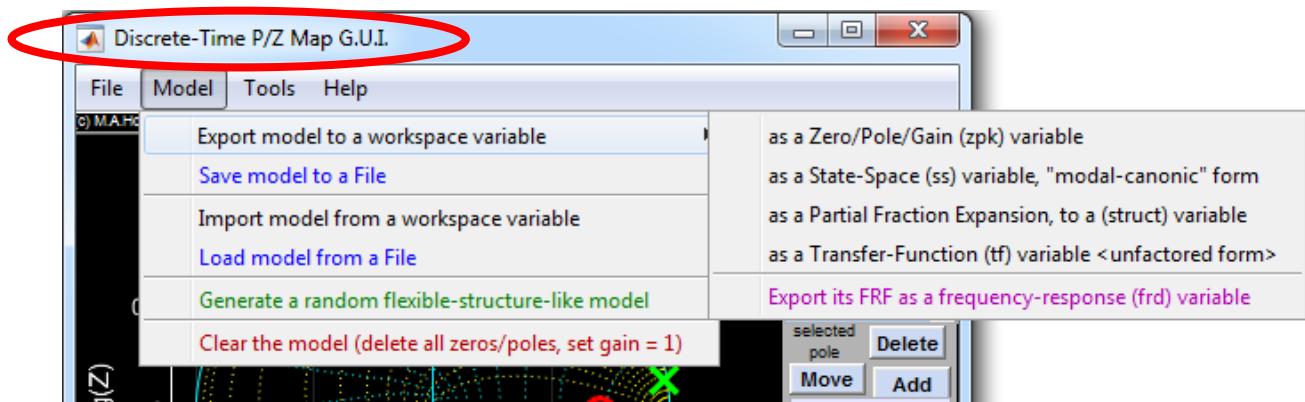 Discrete-Time P/Z Map G.U.I.
File Model Tools Help
(c) M.A.Ho
Export model to a workspace variable
Save model to a File
Import model from a workspace variable
Load model from a File
Generate a random flexible-structure-like model
Clear the model (delete all zeros/poles, set gain = 1)
as a Zero/Pole/Gain (zpk) variable
as a State-Space (ss) variable, "modal-canonic" form
as a Partial Fraction Expansion, to a (struct) variable
as a Transfer-Function (tf) variable <unfactored form>
Export its FRF as a frequency-response (frd) variable
selected
pole
Delete
Move
Add
(Z)